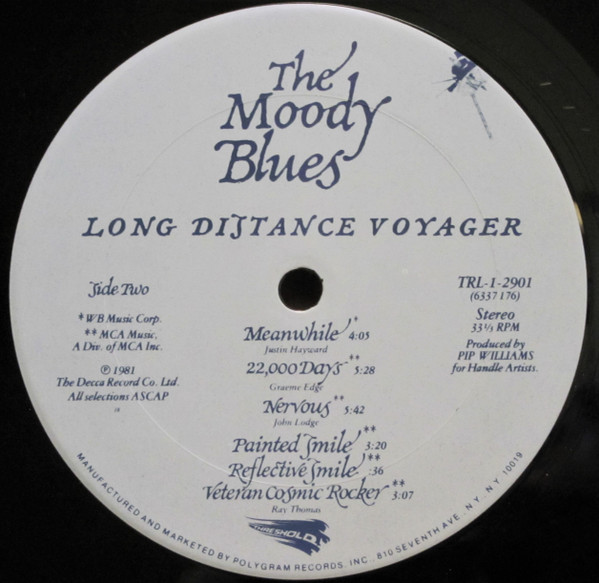 The
Moody
Blues
LONG DISTANCE VOYAGER
Side Two
* WB Music Corp.
** MCA Music,
A Div. of MCA Inc.
℗ 1981
The Decca Record Co. Ltd.
All selections ASCAP
18
TRL-1-2901
(6337 176)
Stereo
33⅓ RPM
Produced by
PIP WILLIAMS
for Handle Artists.
Meanwhile* 4:05
Justin Hayward
22,000 Days** 5:28
Graeme Edge
Nervous** 5:42
John Lodge
Painted Smile** 3:20
Reflective Smile** :36
Veteran Cosmic Rocker** 3:07
Ray Thomas
THRESHOLD
MANUFACTURED AND MARKETED BY POLYGRAM RECORDS, INC., 810 SEVENTH AVE., N.Y., N.Y. 10019